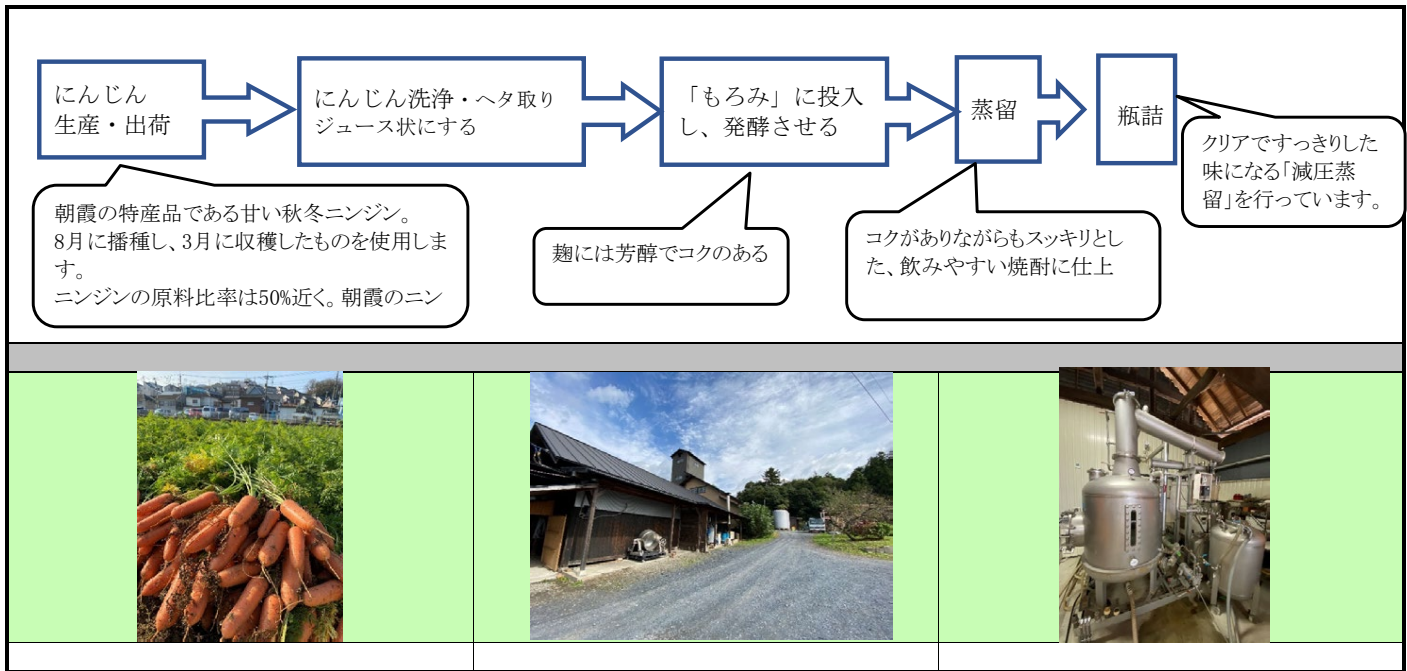 にんじん
生産・出荷
にんじん洗浄・ヘタ取り
ジュース状にする
「もろみ」に投入
し、発酵させる
蒸留
瓶詰
クリアですっきりした
味になる「減圧蒸
留」を行っています。
朝霞の特産品である甘い秋冬ニンジン。
8月に播種し、3月に収穫したものを使用しま
す。
ニンジンの原料比率は50%近く。朝霞のニン
麹には芳醇でコクのある
コクがありながらもスッキリとし
た、飲みやすい焼酎に仕上